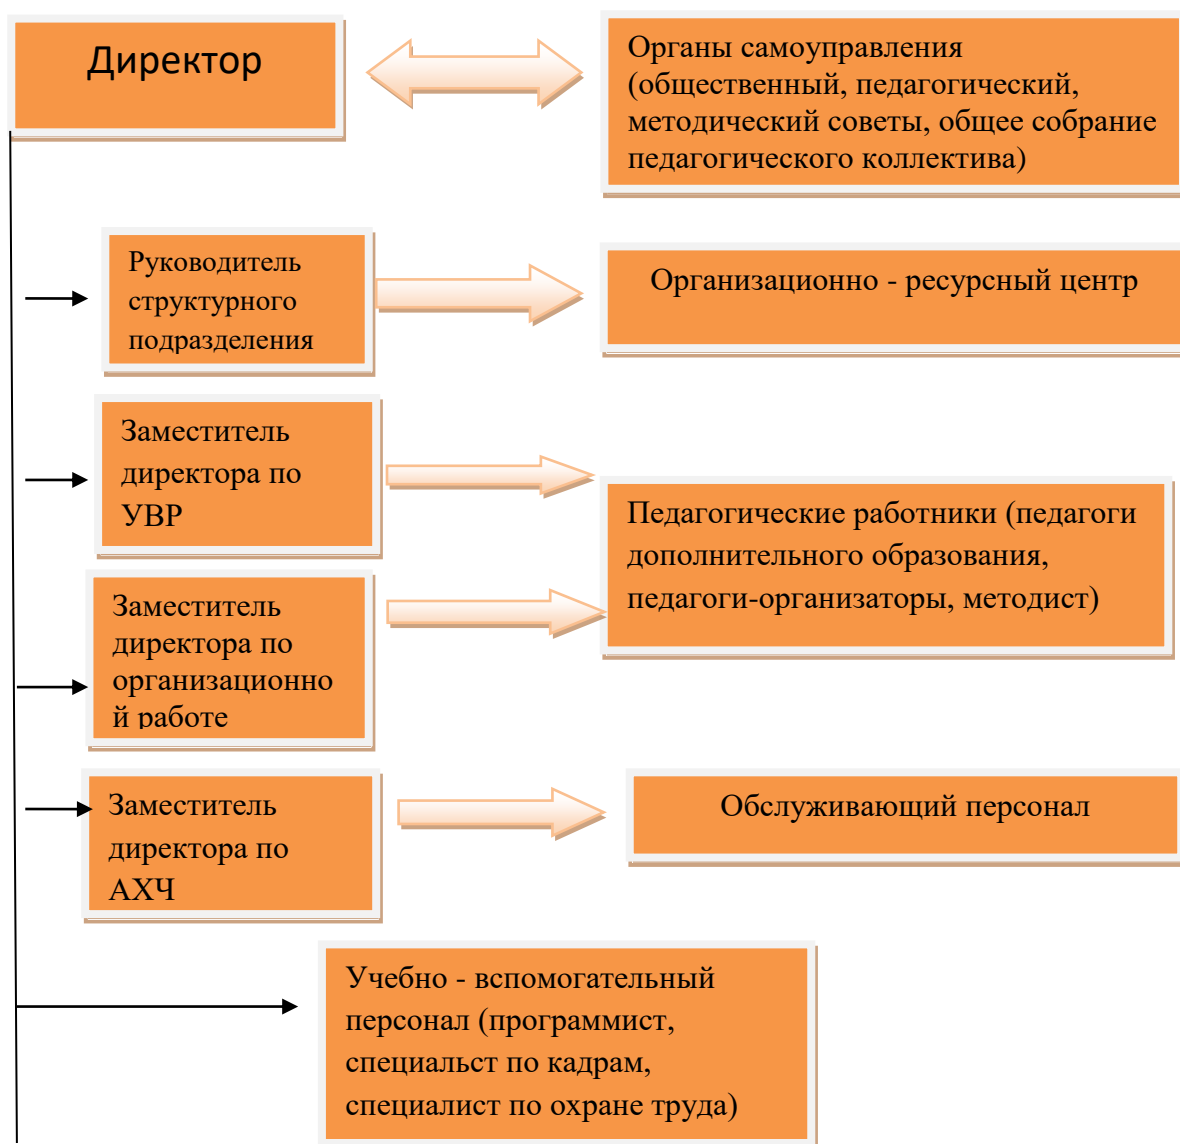 Директор
Органы самоуправления
(общественный, педагогический,
методический советы, общее собрание
педагогического коллектива)
Руководитель
структурного
подразделения
Организационно - ресурсный центр
Заместитель
директора по
УВР
Педагогические работники (педагоги
дополнительного образования,
педагоги-организаторы, методист)
Заместитель
директора по
организационно
й работе
Заместитель
директора по
АХЧ
Обслуживающий персонал
Учебно - вспомогательный
персонал (программист,
специальст по кадрам,
специалист по охране труда)